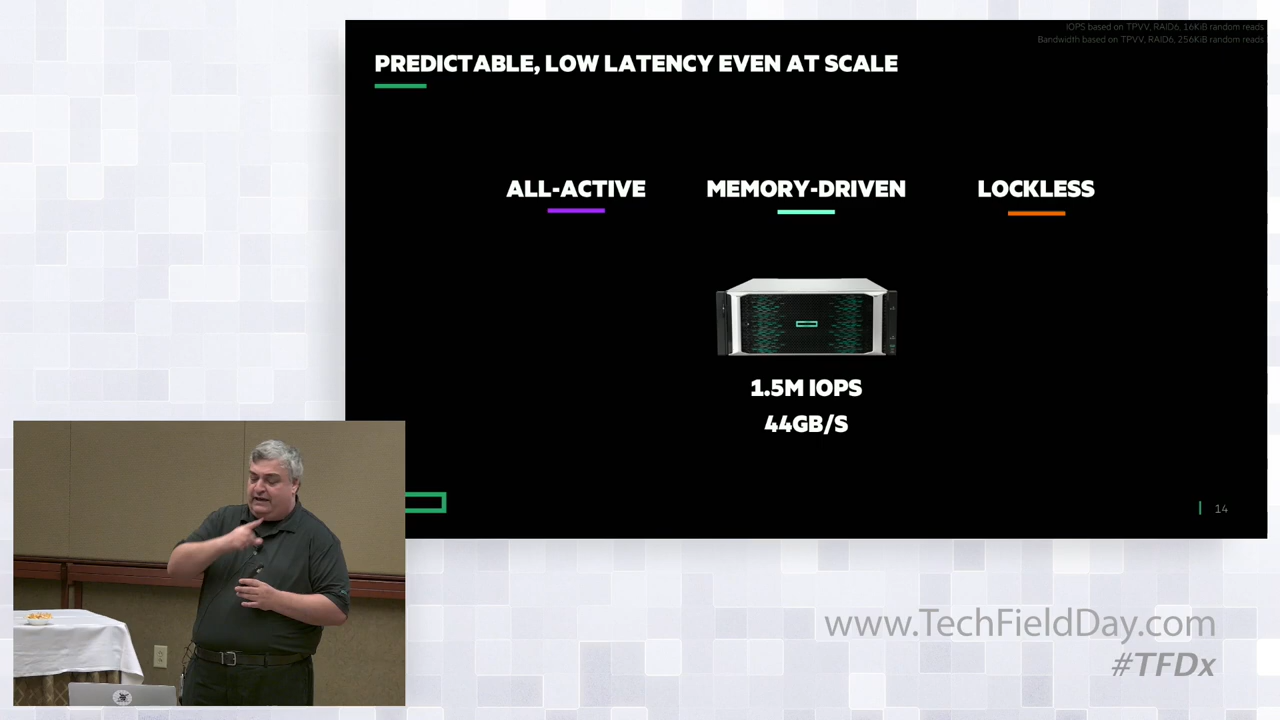 IOPS based on TPVV, RAID6, 16KiB random reads
Bandwidth based on TPVV, RAID6, 256KiB random reads
PREDICTABLE, LOW LATENCY EVEN AT SCALE
ALL-ACTIVE
MEMORY-DRIVEN
LOCKLESS
1.5M IOPS
44GB/S
14
www.TechFieldDay.com
#TFDx